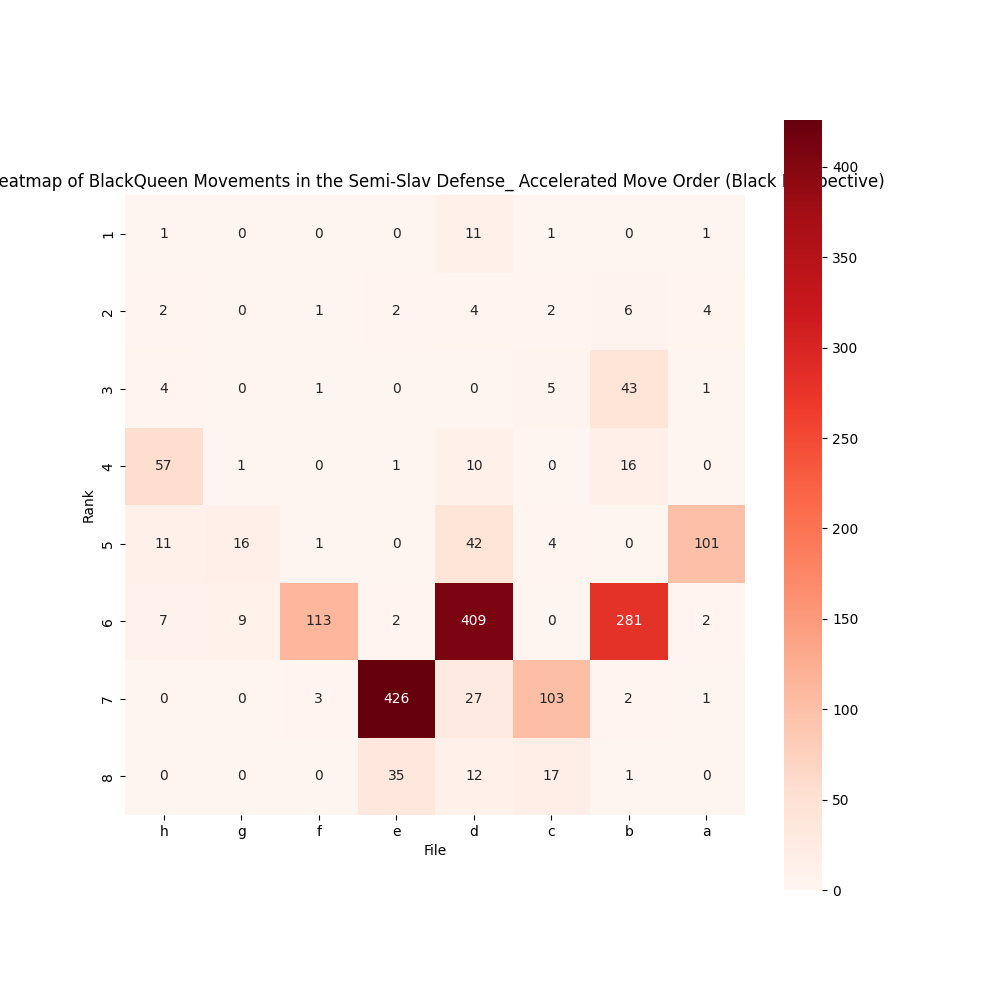 eatmap of BlackQueen Movements in the Semi-Slav Defense_ Accelerated Move Order (Black pective)
400
350
300
250
200
150
100
50
0
1 1 0 0 0 11 1 0 1
2 2 0 1 2 4 2 6 4
3 4 0 1 0 0 5 43 1
4 57 1 0 1 10 0 16 0
Rank
5 11 16 1 0 42 4 0 101
6 7 9 113 2 409 0 281 2
7 0 0 3 426 27 103 2 1
8 0 0 0 35 12 17 1 0
h g f e d c b a
File